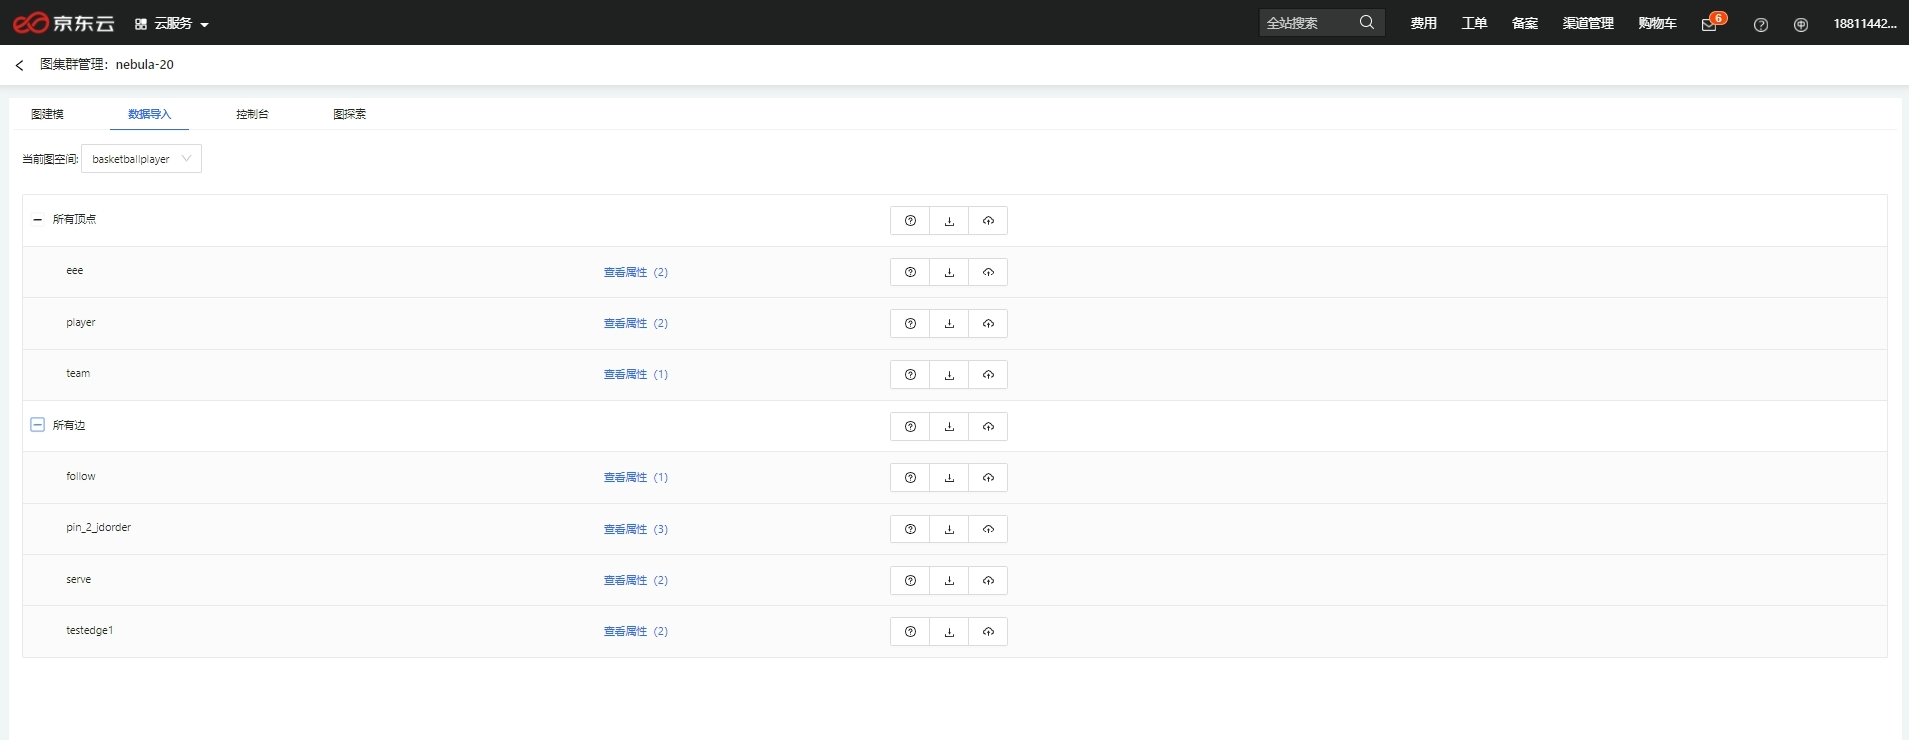 京东云 云服务 全站搜索 费用 工单 备案 渠道管理 购物车 6 18811442...
图集群管理：nebula-20
图建模 数据导入 控制台 图探索
当前图空间: basketballplayer
所有顶点
eee 查看属性 (2)
player 查看属性 (2)
team 查看属性 (1)
所有边
follow 查看属性 (1)
pin_2_jdorder 查看属性 (3)
serve 查看属性 (2)
testedge1 查看属性 (2)